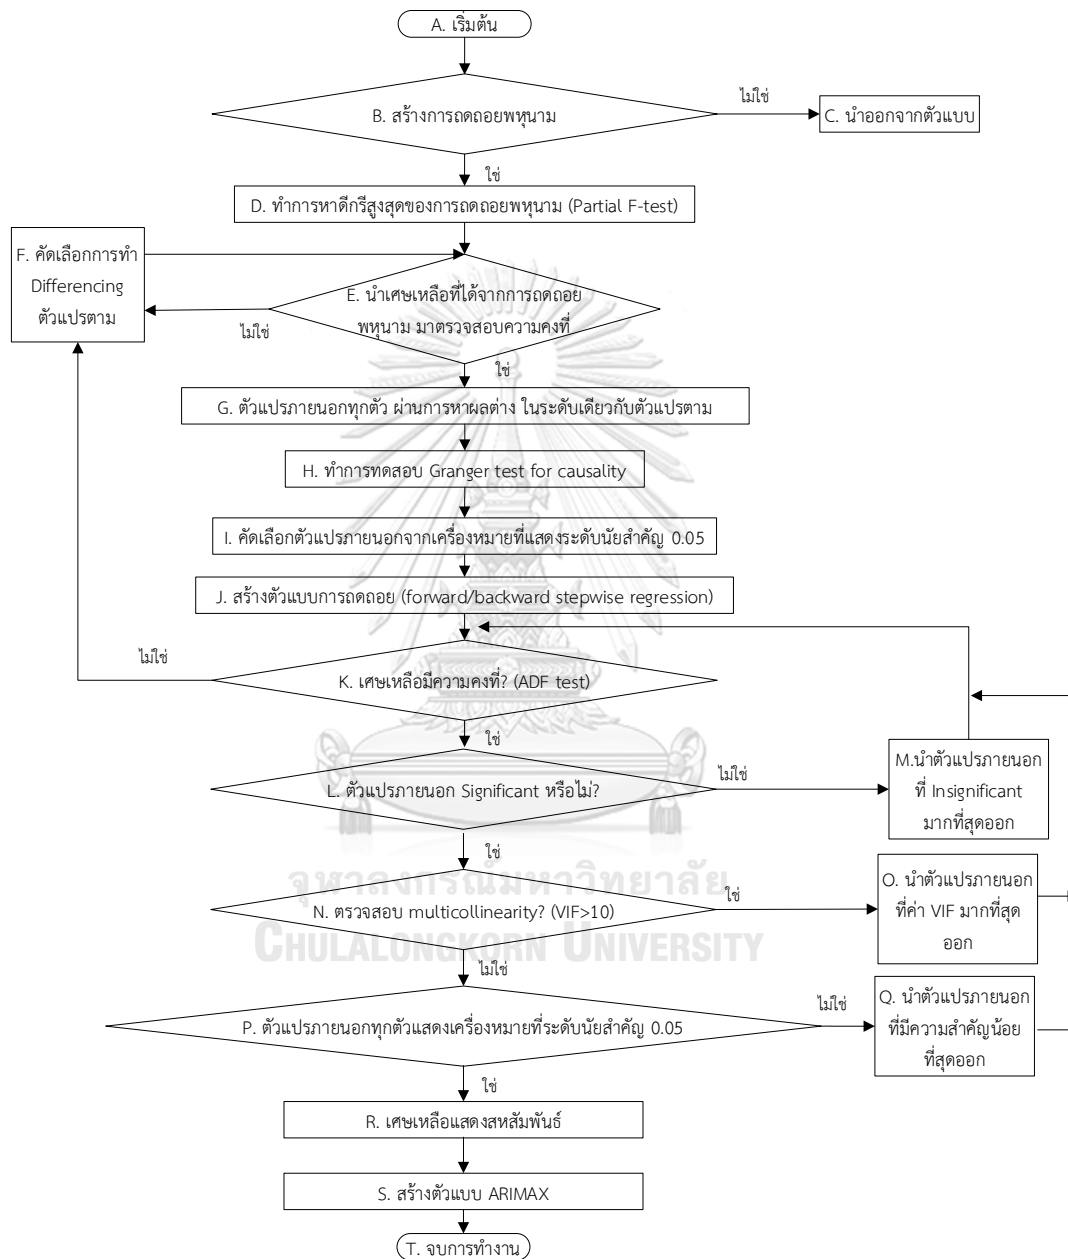 A. เริ่มต้น
ไม่ใช่
B. สร้างการถดถอยพหุนาม
C. นำออกจากตัวแบบ
ใช่
D. ทำการหาดีกรีสูงสุดของการถดถอยพหุนาม (Partial F-test)
F. คัดเลือกการทำ
Differencing
ตัวแปรตาม
E. นำเศษเหลือที่ได้จากการถดถอย
พหุนาม มาตรวจสอบความคงที่
ไม่ใช่
ใช่
G. ตัวแปรภายนอกทุกตัว ผ่านการหาผลต่าง ในระดับเดียวกับตัวแปรตาม
H. ทำการทดสอบ Granger test for causality
I. คัดเลือกตัวแปรภายนอกจากเครื่องหมายที่แสดงระดับนัยสำคัญ 0.05
J. สร้างตัวแบบการถดถอย (forward/backward stepwise regression)
ไม่ใช่
K. เศษเหลือมีความคงที่? (ADF test)
ใช่
L. ตัวแปรภายนอก Significant หรือไม่?
ไม่ใช่
M.นำตัวแปรภายนอก
ที่ Insignificant
มากที่สุดออก
ใช่
จุฬาลงกรณ์มหาวิทยาลัย
N. ตรวจสอบ multicollinearity? (VIF>10)
ใช่
O. นำตัวแปรภายนอก
ที่ค่า VIF มากที่สุด
ออก
CHULALONGKORN UNIVERSITY
ไม่ใช่
P. ตัวแปรภายนอกทุกตัวแสดงเครื่องหมายที่ระดับนัยสำคัญ 0.05
ไม่ใช่
Q. นำตัวแปรภายนอก
ที่มีความสำคัญน้อย
ที่สุดออก
ใช่
R. เศษเหลือแสดงสหสัมพันธ์
S. สร้างตัวแบบ ARIMAX
T. จบการทำงาน